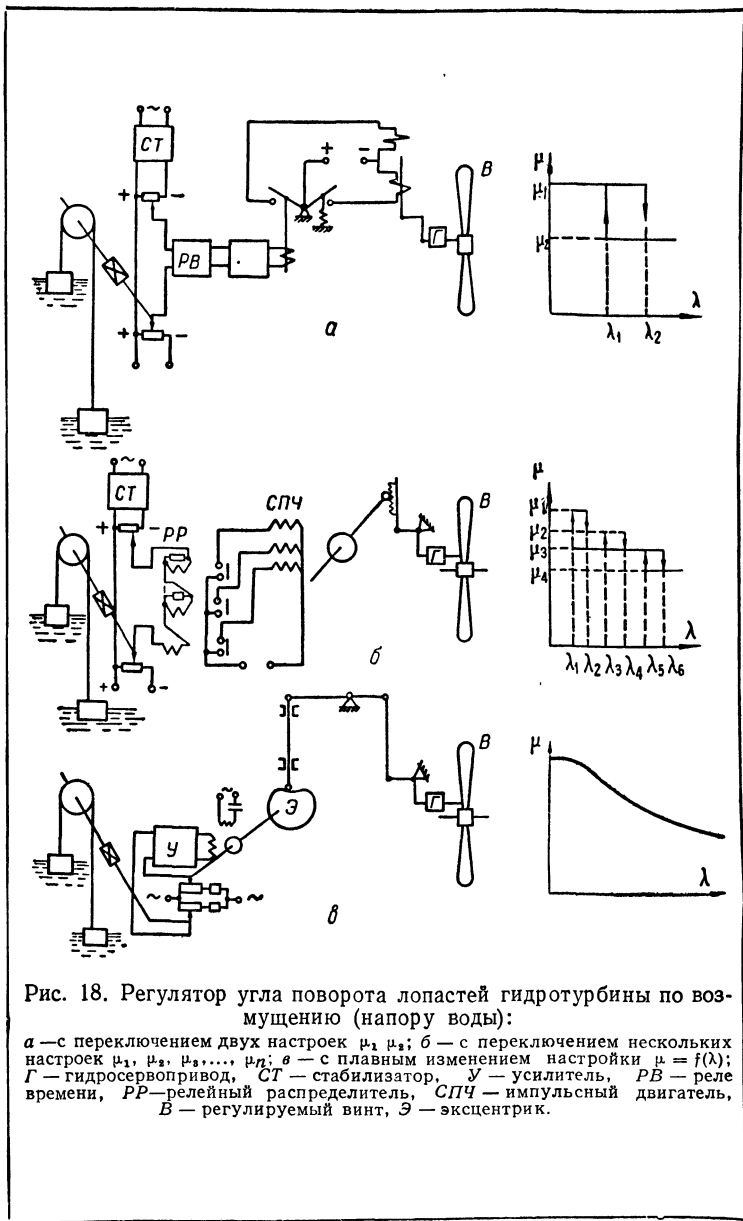 ~
СТ
+ −
+ −
В
Г
РВ
+ −
а
μ
μ₁
μ₂
λ₁ λ₂
λ
~
СТ
+ −
РР
СПЧ
В
Г
+ −
б
μ
μ₁
μ₂
μ₃
μ₄
λ₁ λ₂ λ₃ λ₄ λ₅ λ₆
λ
~
Э
В
Г
У
~ ~
в
μ
λ
Рис. 18. Регулятор угла поворота лопастей гидротурбины по воз-
мущению (напору воды):
а — с переключением двух настроек μ₁ μ₂; б — с переключением нескольких
настроек μ₁, μ₂, μ₃,..., μn; в — с плавным изменением настройки μ = f(λ);
Г — гидросервопривод, СТ — стабилизатор, У — усилитель, РВ — реле
времени, РР—релейный распределитель, СПЧ — импульсный двигатель,
В — регулируемый винт, Э — эксцентрик.